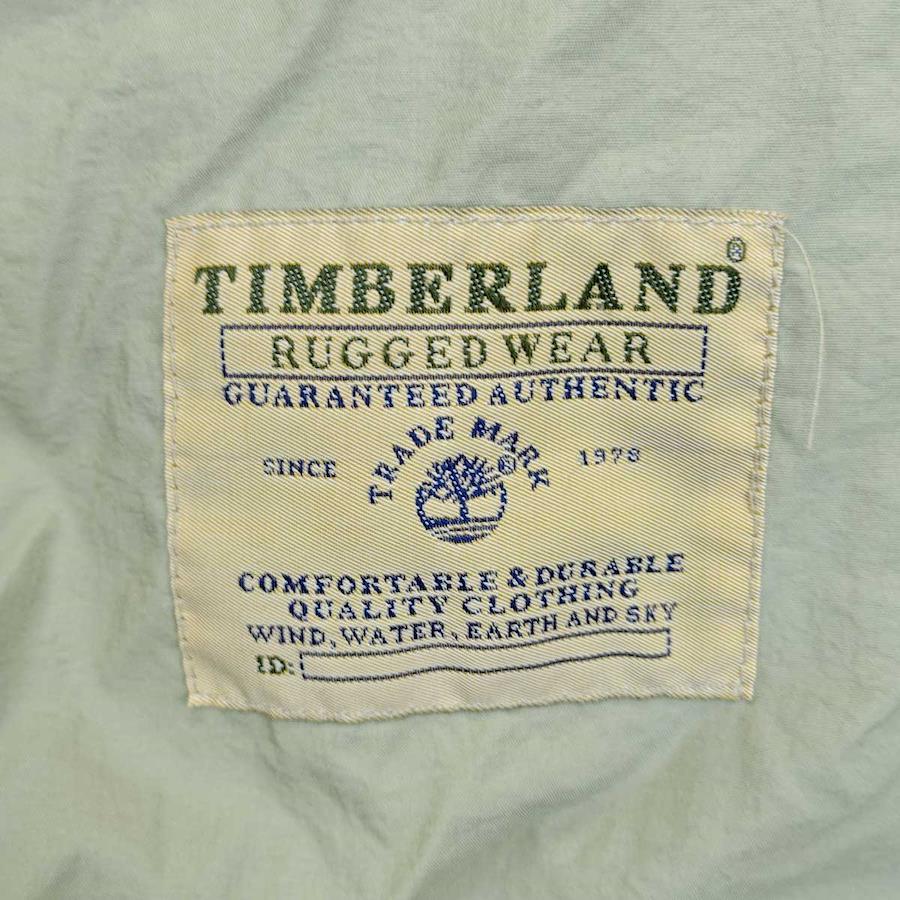 TIMBERLAND®
RUGGED WEAR
GUARANTEED AUTHENTIC
TRADE MARK
SINCE ® 1978
COMFORTABLE & DURABLE
QUALITY CLOTHING
WIND, WATER, EARTH AND SKY
ID: